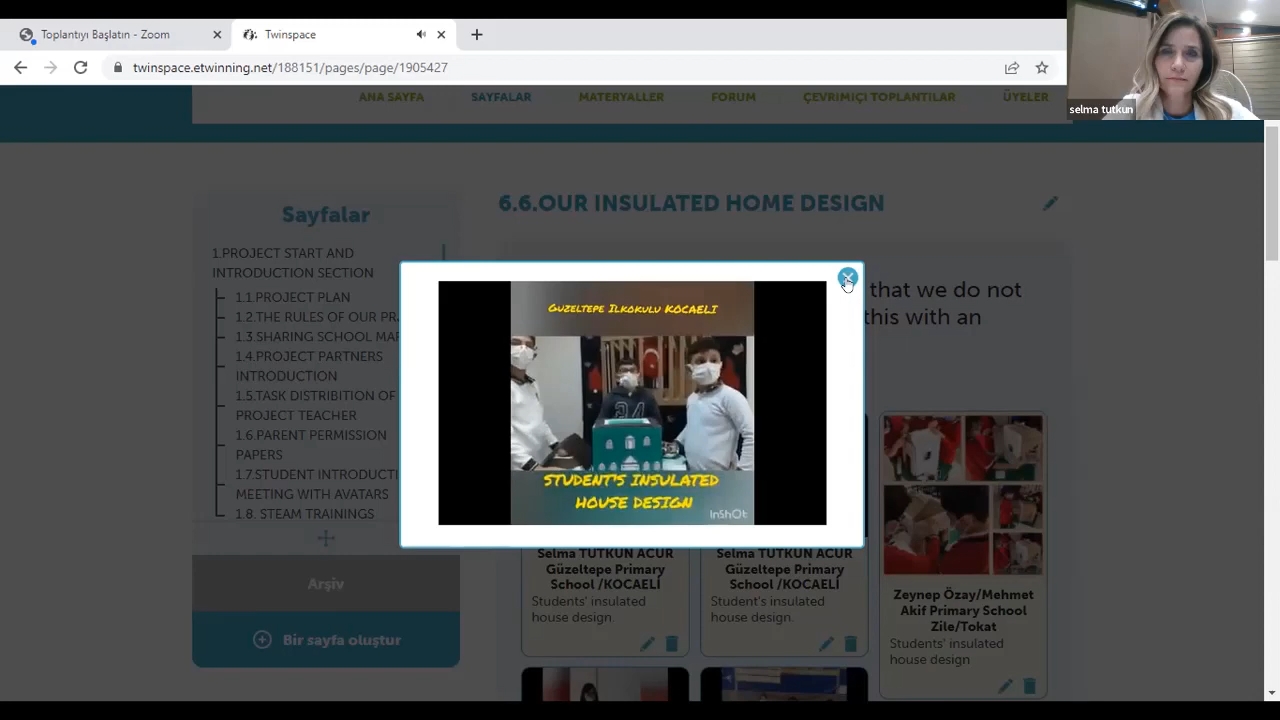 Toplantıyı Başlatın - Zoom
Twinspace
twinspace.etwinning.net/188151/pages/page/1905427
selma tutkun
ANA SAYFA
SAYFALAR
MATERYALLER
FORUM
ÇEVRIMIÇI TOPLANTILAR
ÜYELER
Sayfalar
1.PROJECT START AND
INTRODUCTION SECTION
1.1.PROJECT PLAN
1.2.THE RULES OF OUR PR
1.3.SHARING SCHOOL MA
1.4.PROJECT PARTNERS
INTRODUCTION
1.5.TASK DISTRIBITION OF
PROJECT TEACHER
1.6.PARENT PERMISSION
PAPERS
1.7.STUDENT INTRODUCTI
MEETING WITH AVATARS
1.8. STEAM TRAININGS
Arşiv
Bir sayfa oluştur
6.6.OUR INSULATED HOME DESIGN
that we do not
this with an
GUZELTEPE ILKOKULU KOCAELI
34
STUDENT'S INSULATED
HOUSE DESIGN
InShOt
Selma TUTKUN ACUR
Güzeltepe Primary
School /KOCAELİ
Students' insulated
house design.
Selma TUTKUN ACUR
Güzeltepe Primary
School /KOCAELİ
Student's insulated
house design.
Zeynep Özay/Mehmet
Akif Primary School
Zile/Tokat
Students' insulated
house design